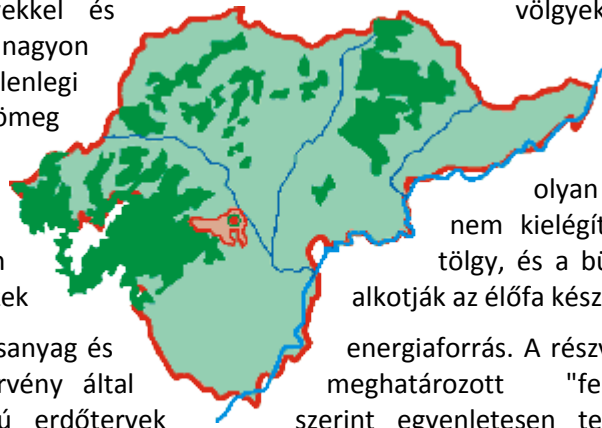 ekkel és völgyek
nagyon
lenlegi
ömeg
olyan
nem kielégít
tölgy, és a bü
ek alkotják az élőfa kész
sanyag és energiaforrás. A részv
rvény által meghatározott "fe
ú erdőtervek szerint egyenletesen te